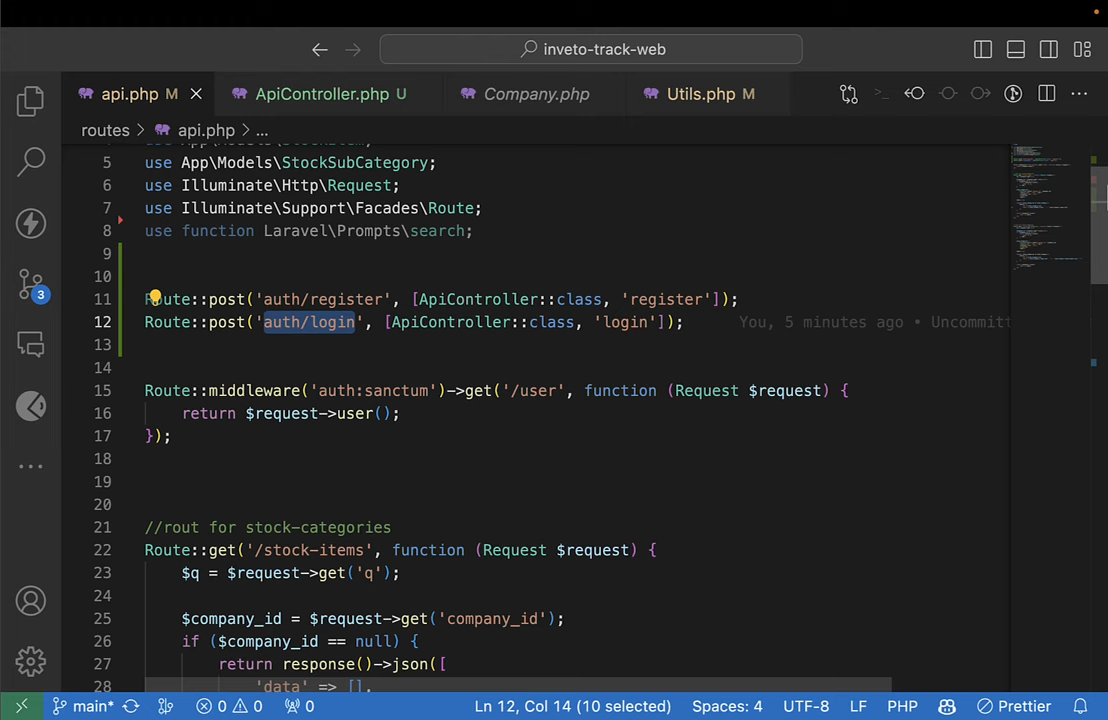 inveto-track-web
api.php M
ApiController.php U
Company.php
Utils.php M
routes > api.php > ...
5 use App\Models\StockSubCategory;
6 use Illuminate\Http\Request;
7 use Illuminate\Support\Facades\Route;
8 use function Laravel\Prompts\search;
9
10
11 Route::post('auth/register', [ApiController::class, 'register']);
12 Route::post('auth/login', [ApiController::class, 'login']); You, 5 minutes ago • Uncommitt
13
14
15 Route::middleware('auth:sanctum')->get('/user', function (Request $request) {
16 return $request->user();
17 });
18
19
20
21 //rout for stock-categories
22 Route::get('/stock-items', function (Request $request) {
23 $q = $request->get('q');
24
25 $company_id = $request->get('company_id');
26 if ($company_id == null) {
27 return response()->json([
28 'data' => [],
3
main* 0 0 0 Ln 12, Col 14 (10 selected) Spaces: 4 UTF-8 LF PHP Prettier